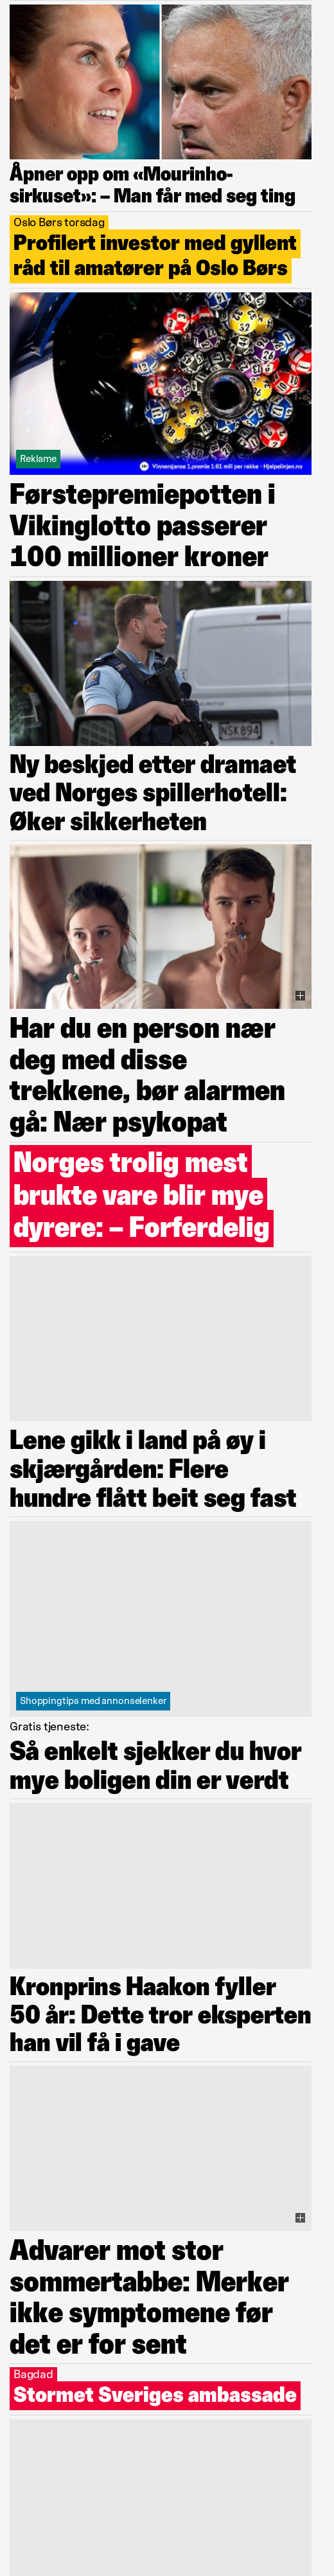 Åpner opp om «Mourinho-
sirkuset»: – Man får med seg ting
Oslo Børs torsdag
Profilert investor med gyllent
råd til amatører på Oslo Børs
Reklame
Vinnersjanse 1.premie 1:61 mill per rekke - Hjelpelinjen.no
Førstepremiepotten i
Vikinglotto passerer
100 millioner kroner
NSK894
Ny beskjed etter dramaet
ved Norges spillerhotell:
Øker sikkerheten
Har du en person nær
deg med disse
trekkene, bør alarmen
gå: Nær psykopat
Norges trolig mest
brukte vare blir mye
dyrere: – Forferdelig
Lene gikk i land på øy i
skjærgården: Flere
hundre flått beit seg fast
Shoppingtips med annonselenker
Gratis tjeneste:
Så enkelt sjekker du hvor
mye boligen din er verdt
Kronprins Haakon fyller
50 år: Dette tror eksperten
han vil få i gave
Advarer mot stor
sommertabbe: Merker
ikke symptomene før
det er for sent
Bagdad
Stormet Sveriges ambassade